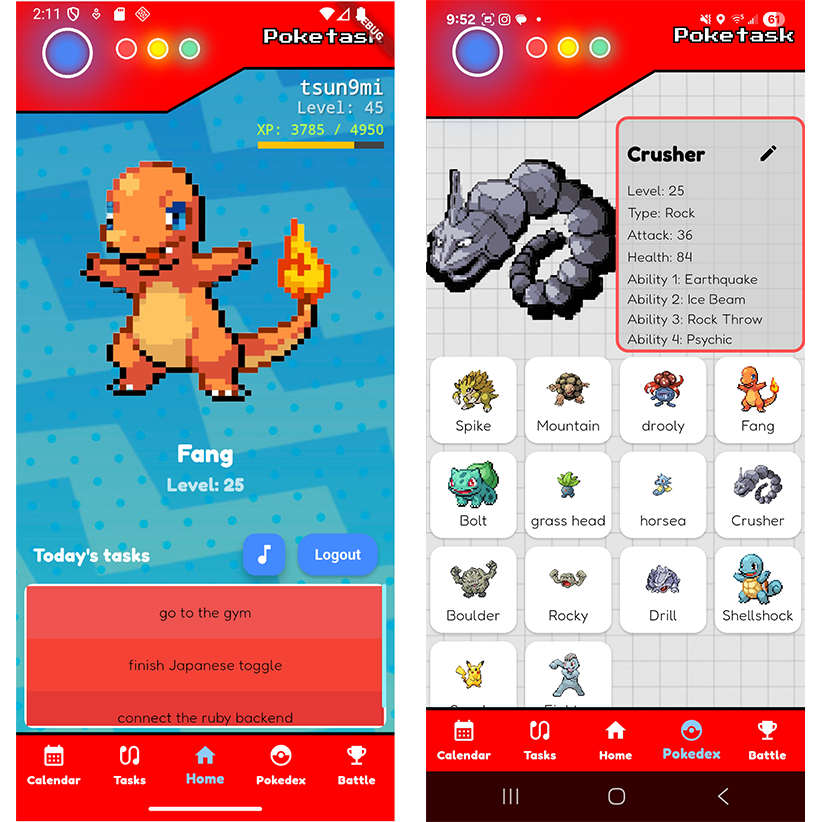 2:11
DEBUG
Poketask
tsun9mi
Level: 45
XP: 3785 / 4950
Fang
Level: 25
Today's tasks
Logout
go to the gym
finish Japanese toggle
connect the ruby backend
Calendar
Tasks
Home
Pokedex
Battle
9:52
61
Poketask
Crusher
Level: 25
Type: Rock
Attack: 36
Health: 84
Ability 1: Earthquake
Ability 2: Ice Beam
Ability 3: Rock Throw
Ability 4: Psychic
Spike
Mountain
drooly
Fang
Bolt
grass head
horsea
Crusher
Boulder
Rocky
Drill
Shellshock
Calendar
Tasks
Home
Pokedex
Battle